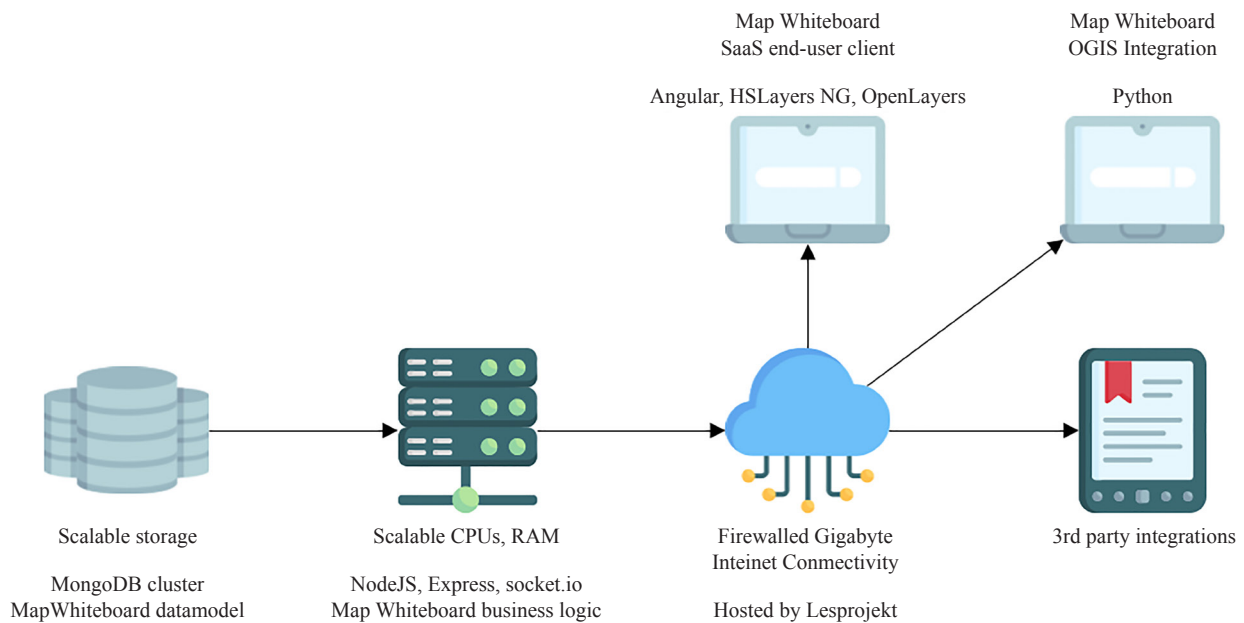 Map Whiteboard
SaaS end-user client
Angular, HSLayers NG, OpenLayers
Map Whiteboard
OGIS Integration
Python
Scalable storage
MongoDB cluster
MapWhiteboard datamodel
Scalable CPUs, RAM
NodeJS, Express, socket.io
Map Whiteboard business logic
Firewalled Gigabyte
Inteinet Conmectivity
Hosted by Lesprojekt
3rd party integrations